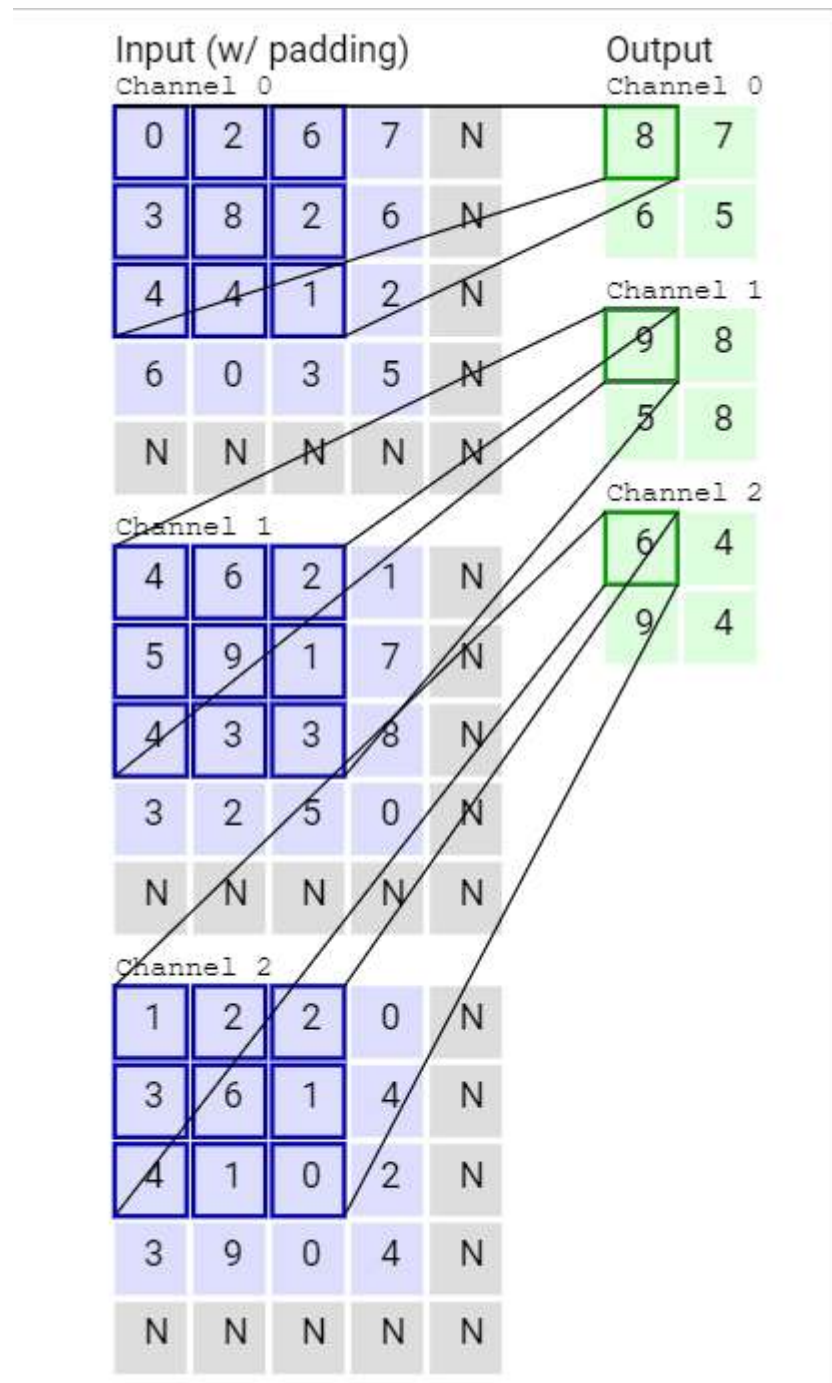 Input (w/ padding)
Channel 0
0 2 6 7 N
3 8 2 6 N
4 4 1 2 N
6 0 3 5 N
N N N N N
Channel 1
4 6 2 1 N
5 9 1 7 N
4 3 3 8 N
3 2 5 0 N
N N N N N
Channel 2
1 2 2 0 N
3 6 1 4 N
4 1 0 2 N
3 9 0 4 N
N N N N N
Output
Channel 0
8 7
6 5
Channel 1
9 8
5 8
Channel 2
6 4
9 4